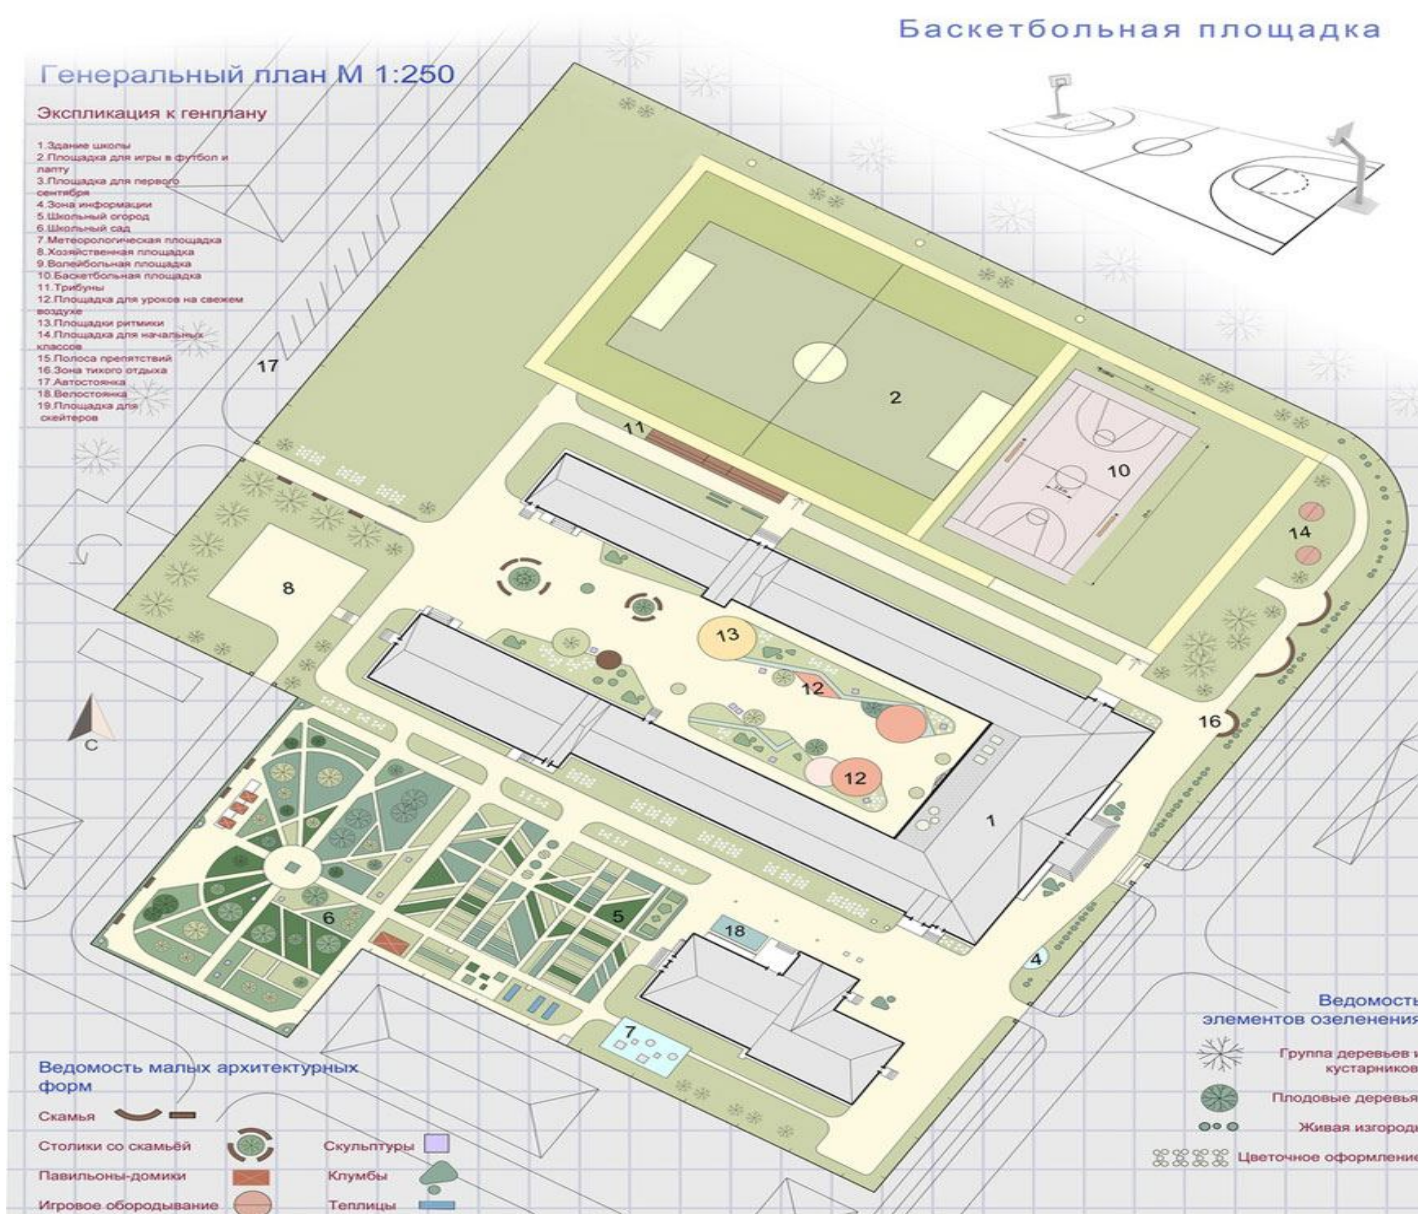 Баскетбольная площадка
Генеральный план М 1:250
Экспликация к генплану
1.Здание школы
2.Площадка для игры в футбол и
лапту
3.Площадка для первого
сентября
4.Зона информации
5.Школьный огород
6.Школьный сад
7.Метеорологическая площадка
8.Хозяйственная площадка
9.Волейбольная площадка
10.Баскетбольная площадка
11.Трибуны
12.Площадка для уроков на свежем
воздухе
13.Площадки ритмики
14.Площадка для начальных
классов
15.Полоса препятствий
16.Зона тихого отдыха
17.Автостоянка
18.Велостоянка
19.Площадка для
скейтеров
17
2
11
10
14
8
13
12
16
12
1
6
5
18
4
7
С
Ведомость
элементов озеленения
Группа деревьев и
кустарников
Плодовые деревья
Живая изгородь
Цветочное оформление
Ведомость малых архитектурных
форм
Скамья
Столики со скамьёй
Павильоны-домики
Игровое обородывание
Скульптуры
Клумбы
Теплицы